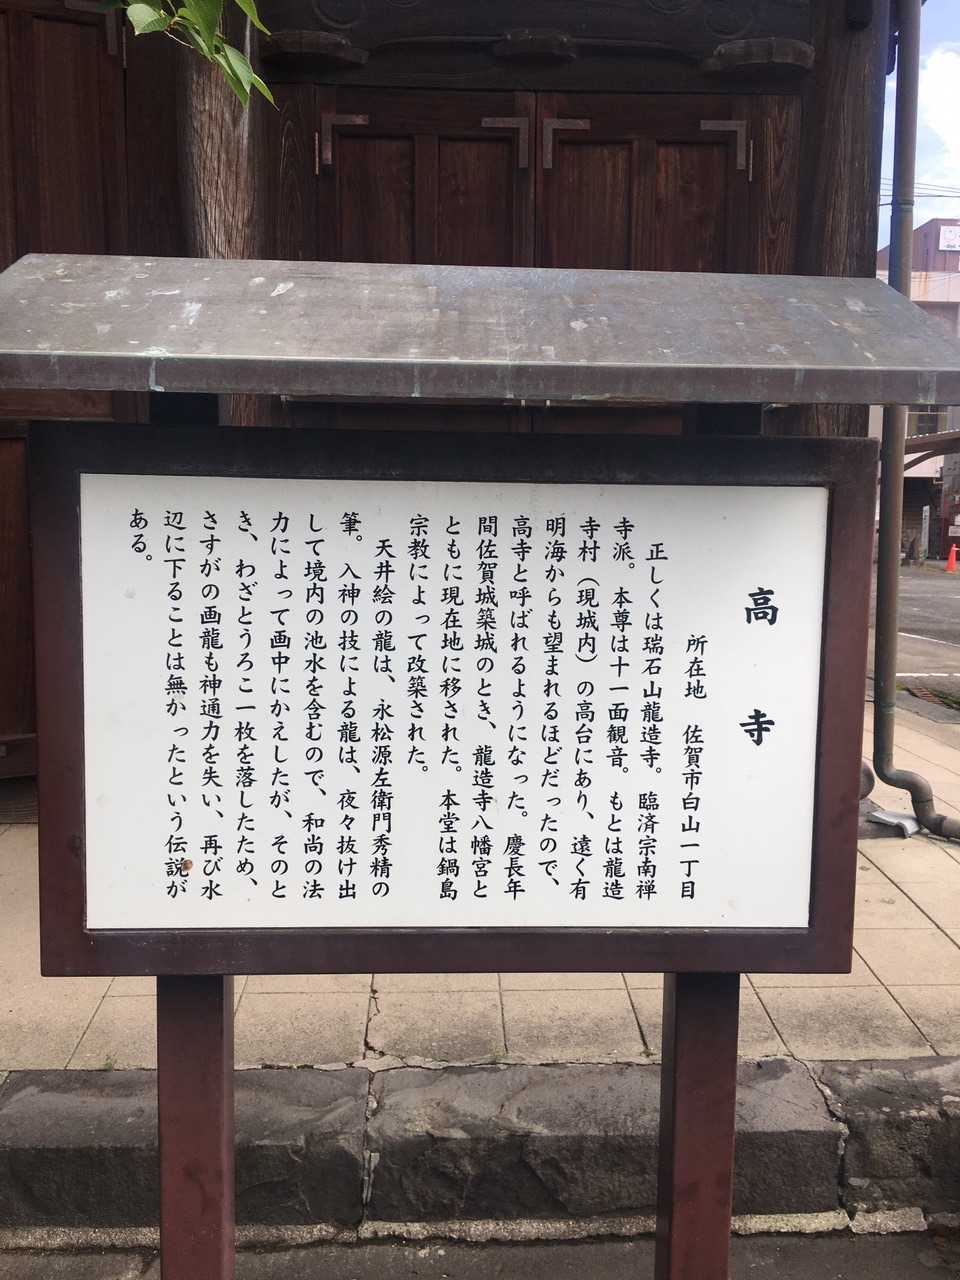 高寺
所在地　佐賀市白山一丁目
正しくは瑞石山龍造寺。臨済宗南禅
寺派。本尊は十一面観音。もとは龍造
寺村（現城内）の高台にあり、遠く有
明海からも望まれるほどだったので、
高寺と呼ばれるようになった。慶長年
間佐賀城築城のとき、龍造寺八幡宮と
ともに現在地に移された。本堂は鍋島
宗教によって改築された。
天井絵の龍は、永松源左衛門秀精の
筆。入神の技による龍は、夜々抜け出
して境内の池水を含むので、和尚の法
力によって画中にかえしたが、そのと
き、わざとうろこ一枚を落したため、
さすがの画龍も神通力を失い、再び水
辺に下ることは無かったという伝説が
ある。